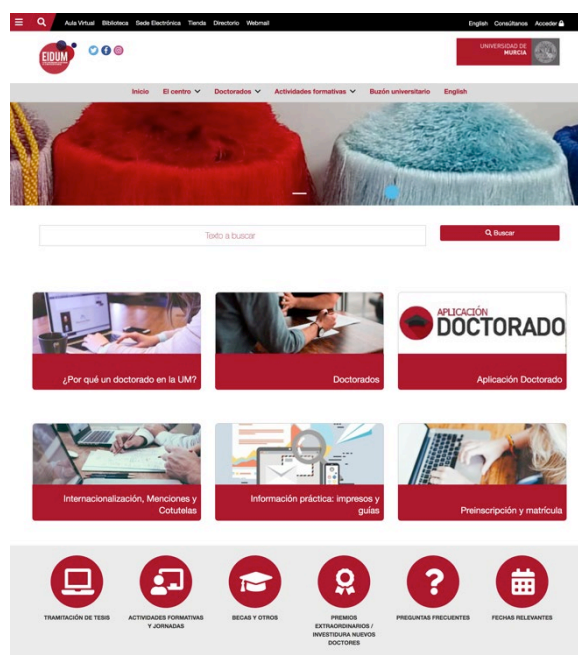 Aula Virtual Biblioteca Sede Electrónica Tienda Directorio Webmail English Consúltanos Acceder
EIDUM
UNIVERSIDAD DE
MURCIA
Inicio El centro Doctorados Actividades formativas Buzón universitario English
Texto a buscar Buscar
APLICACIÓN
DOCTORADO
¿Por qué un doctorado en la UM? Doctorados Aplicación Doctorado
Internacionalización, Menciones y
Cotutelas
Información práctica: impresos y
guías
Preinscripción y matrícula
TRAMITACIÓN DE TESIS
ACTIVIDADES FORMATIVAS
Y JORNADAS
BECAS Y OTROS
PREMIOS
EXTRAORDINARIOS /
INVESTIDURA NUEVOS
DOCTORES
PREGUNTAS FRECUENTES
FECHAS RELEVANTES